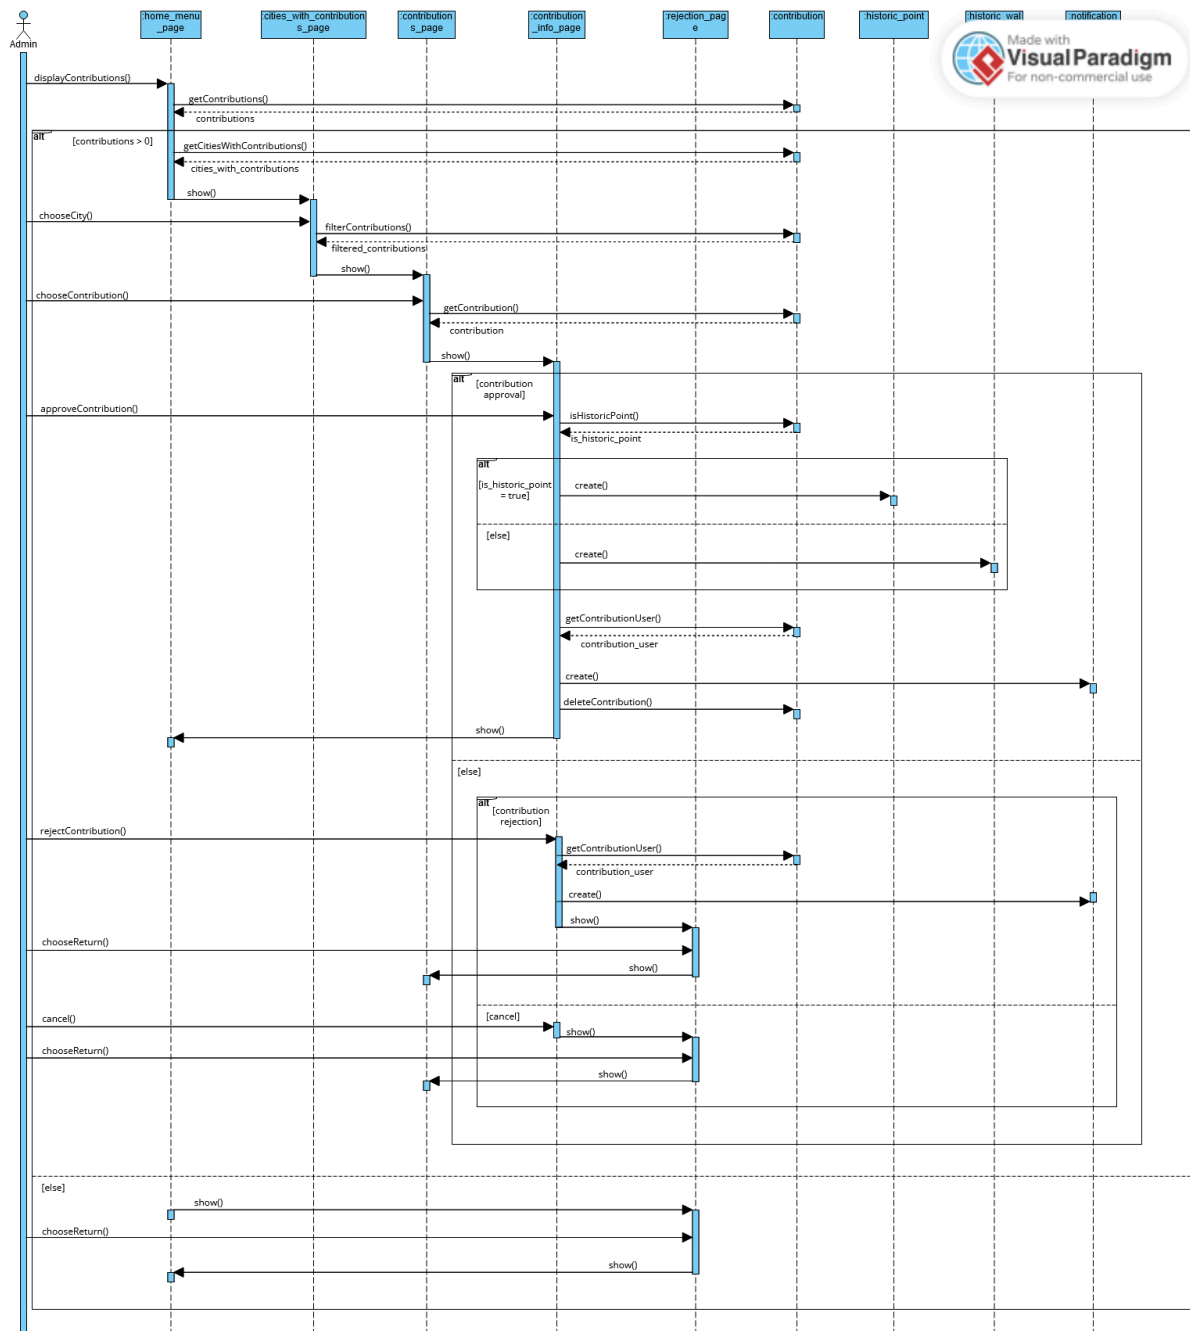 :home_menu
_page
:cities_with_contribution
s_page
:contribution
s_page
:contribution
_info_page
:rejection_pag
e
:contribution
:historic_point
:historic_wall
:notification
Made with
Visual Paradigm
For non-commercial use
Admin
displayContributions()
getContributions()
contributions
alt
[contributions > 0]
getCitiesWithContributions()
cities_with_contributions
show()
chooseCity()
filterContributions()
filtered_contributions
show()
chooseContribution()
getContribution()
contribution
show()
alt
[contribution
approval]
approveContribution()
isHistoricPoint()
is_historic_point
alt
[is_historic_point
= true]
create()
[else]
create()
getContributionUser()
contribution_user
create()
deleteContribution()
show()
[else]
alt
[contribution
rejection]
rejectContribution()
getContributionUser()
contribution_user
create()
show()
chooseReturn()
show()
[cancel]
cancel()
show()
chooseReturn()
show()
[else]
show()
chooseReturn()
show()